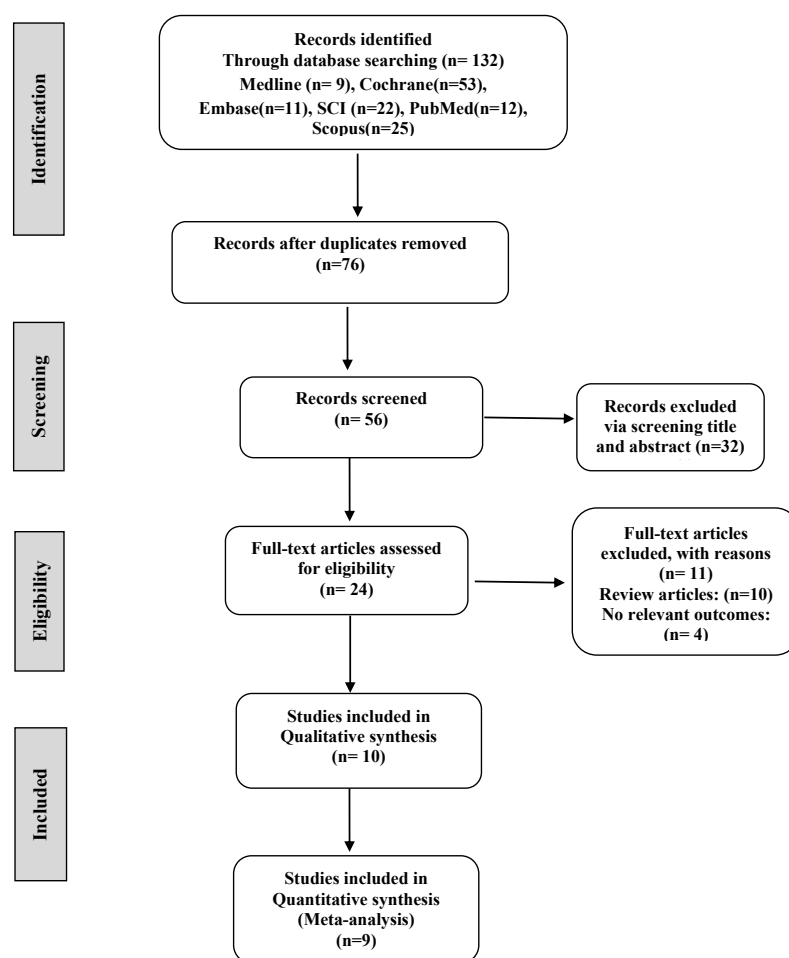 Identification
Records identified
Through database searching (n= 132)
Medline (n= 9), Cochrane(n=53),
Embase(n=11), SCI (n=22), PubMed(n=12),
Scopus(n=25)
Records after duplicates removed
(n=76)
Screening
Records screened
(n= 56)
Records excluded
via screening title
and abstract (n=32)
Eligibility
Full-text articles assessed
for eligibility
(n= 24)
Full-text articles
excluded, with reasons
(n= 11)
Review articles: (n=10)
No relevant outcomes:
(n= 4)
Included
Studies included in
Qualitative synthesis
(n= 10)
Studies included in
Quantitative synthesis
(Meta-analysis)
(n=9)